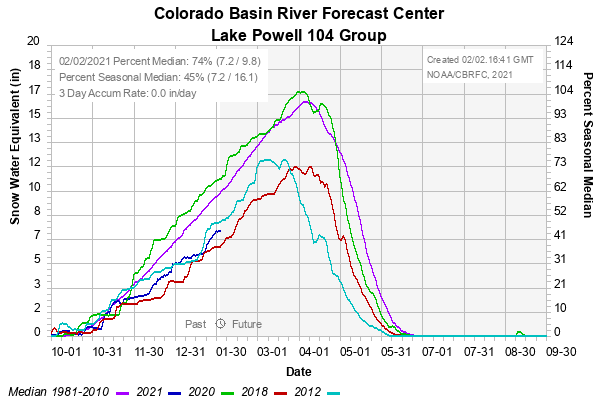 Colorado Basin River Forecast Center
Lake Powell 104 Group
02/02/2021 Percent Median: 74% (7.2 / 9.8)
Percent Seasonal Median: 45% (7.2 / 16.1)
3 Day Accum Rate: 0.0 in/day
Created 02/02.16:41 GMT
NOAA/CBRFC, 2021
Snow Water Equivalent (in)
20
18
17
15
13
12
10
8
7
5
3
2
0
Percent Seasonal Median
124
114
103
93
83
73
62
52
41
31
21
10
0
Past Future
10-01 10-31 11-30 12-31 01-30 03-01 04-01 05-01 05-31 07-01 07-31 08-30 09-30
Date
Median 1981-2010 2021 2020 2018 2012